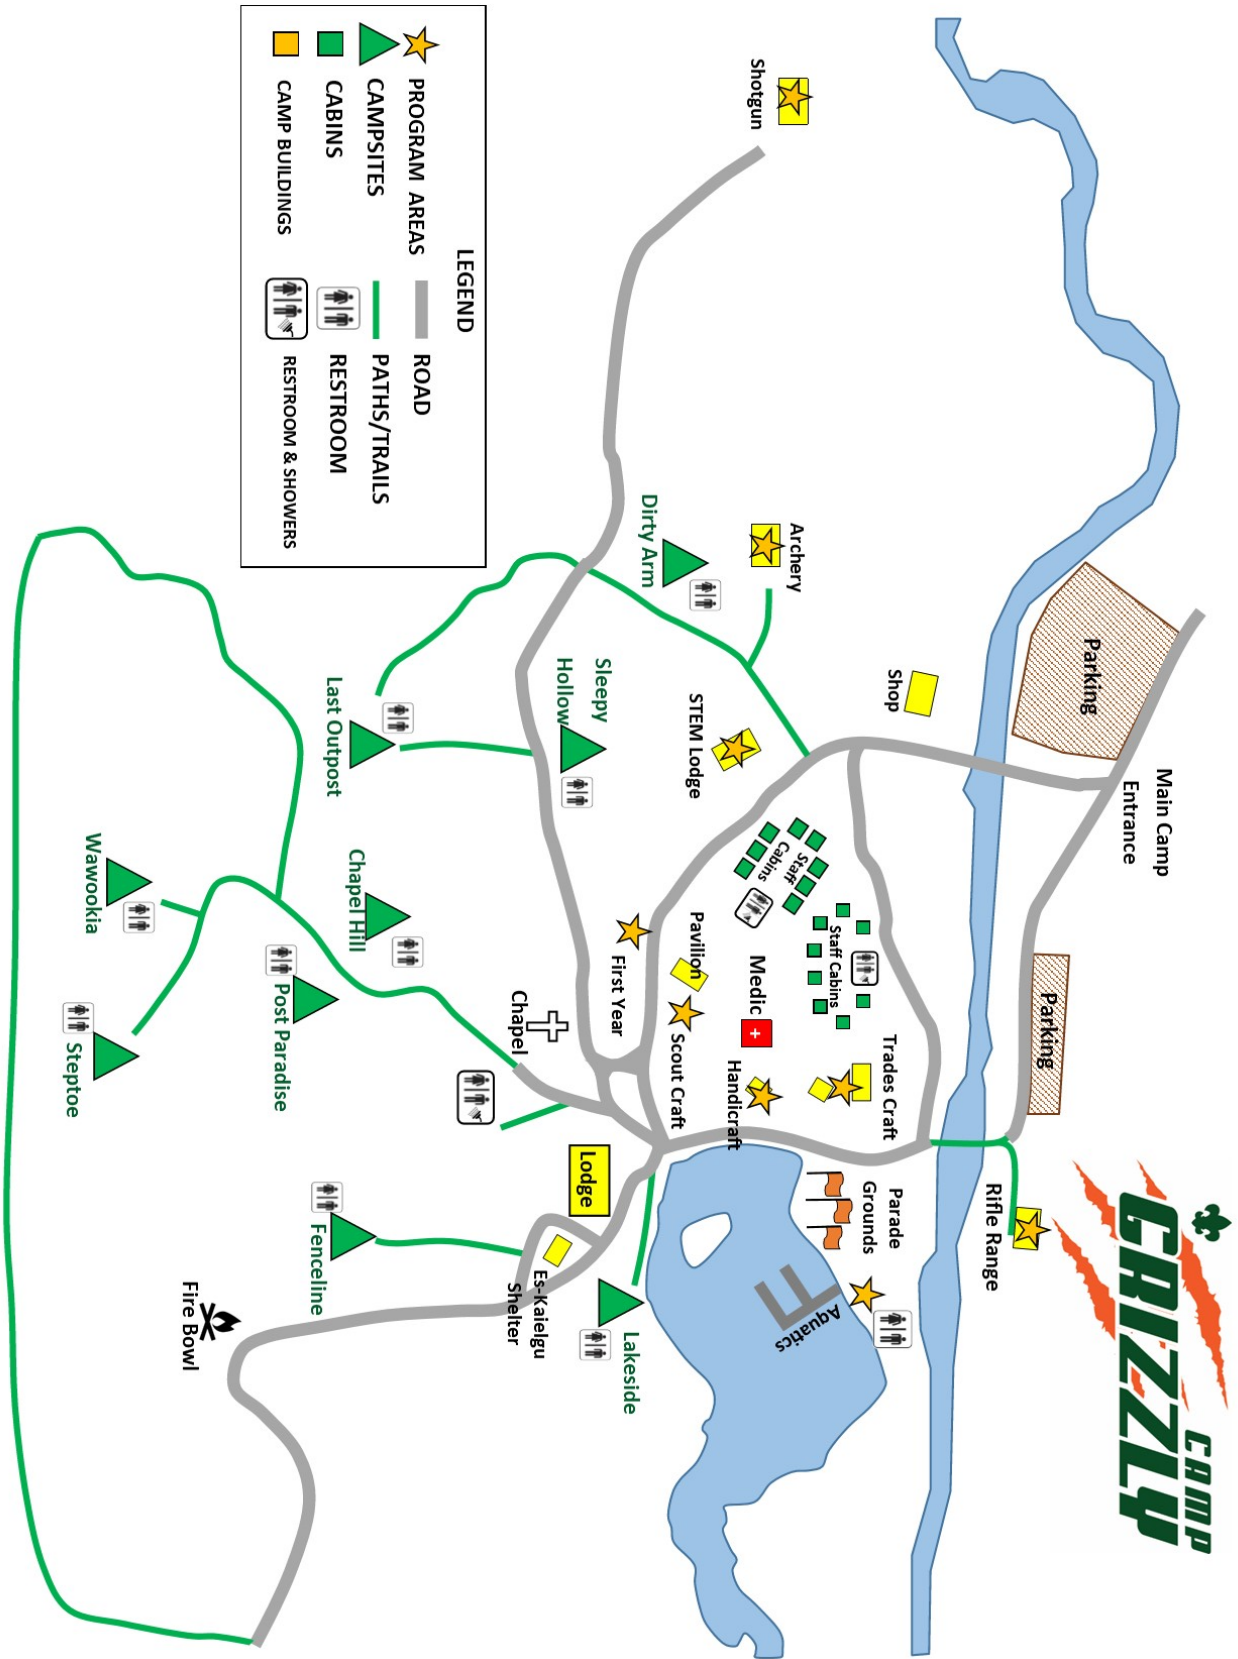 CAMP
GRIZZLY
Main Camp
Entrance
Parking
Parking
Rifle Range
Shop
Archery
Shotgun
Trades Craft
Parade
Grounds
Aquatics
Staff Cabins
Staff
Cabins
Medic
Handicraft
STEM Lodge
Pavilion
Scout Craft
First Year
Dirty Arm
Sleepy
Hollow
Lakeside
Lodge
Es-Kaielgu
Shelter
Chapel
Last Outpost
Chapel Hill
Post Paradise
Fenceline
Fire Bowl
Wawookia
Steptoe
LEGEND
PROGRAM AREAS
ROAD
CAMPSITES
PATHS/TRAILS
CABINS
RESTROOM
CAMP BUILDINGS
RESTROOM & SHOWERS